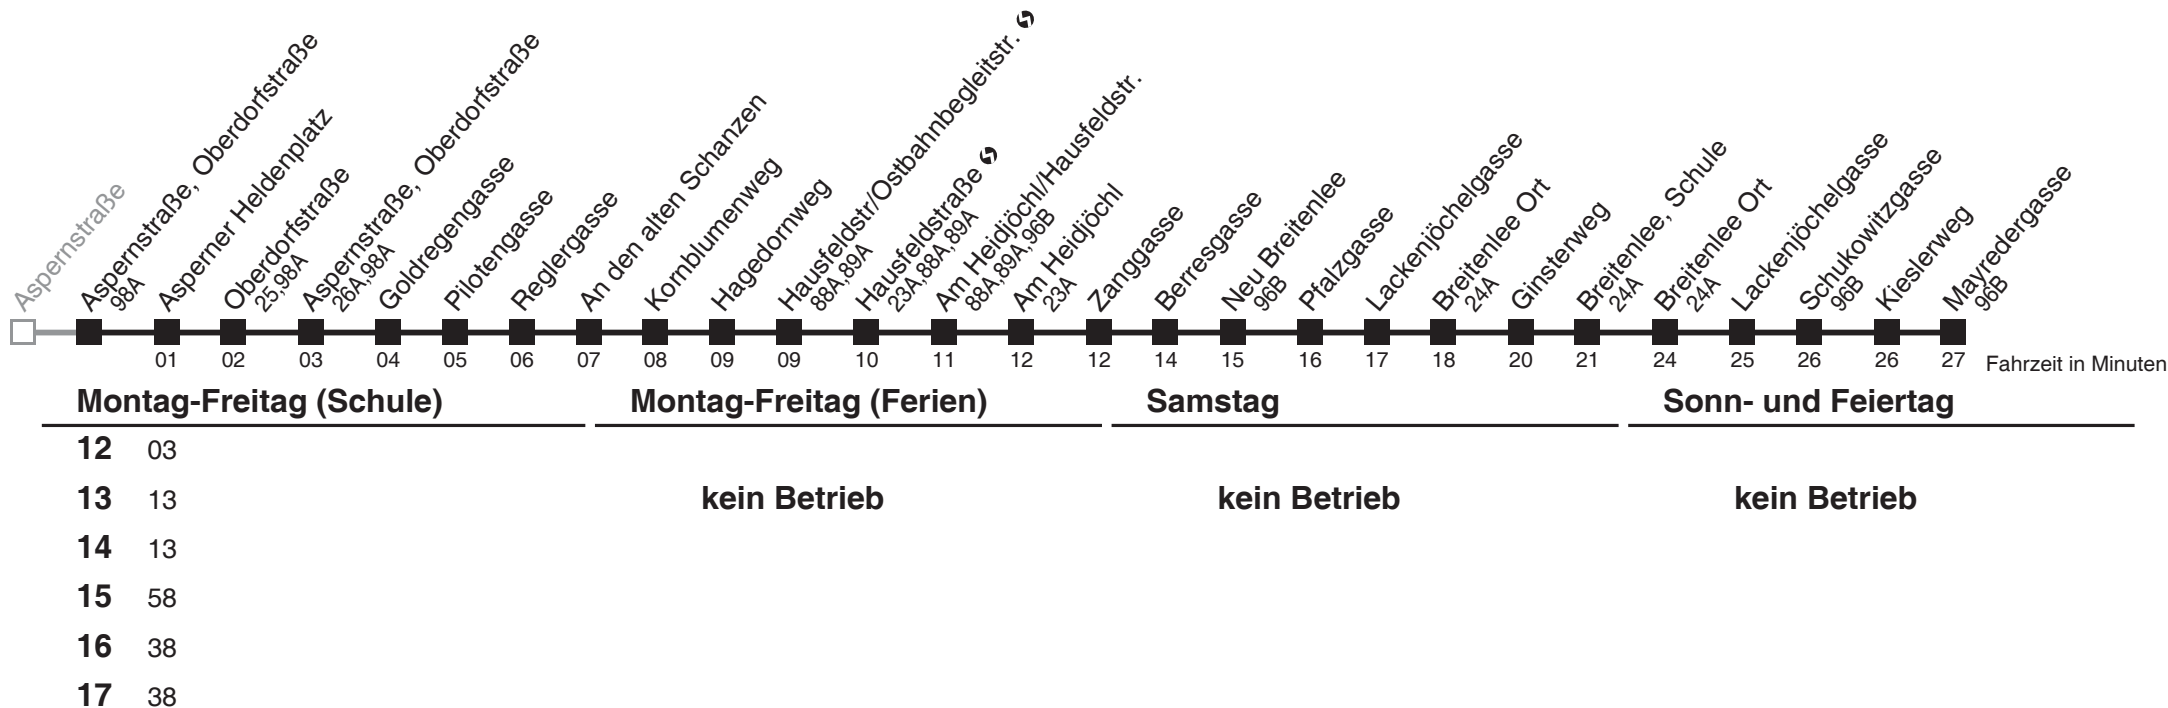 Aspernstraße
Aspernstraße, Oberdorfstraße
98A
Asperner Heldenplatz
Oberdorfstraße
25,98A
Aspernstraße, Oberdorfstraße
26A,98A
Goldregengasse
Pilotengasse
Reglergasse
An den alten Schanzen
Kornblumenweg
Hagedornweg
Hausfeldstr/Ostbahnbegleitstr.
88A,89A
Hausfeldstraße
23A,88A,89A
Am Heidjöchl/Hausfeldstr.
88A,89A,96B
Am Heidjöchl
23A
Zanggasse
Berresgasse
Neu Breitenlee
96B
Pfalzgasse
Lackenjöchelgasse
Breitenlee Ort
24A
Ginsterweg
Breitenlee, Schule
24A
Breitenlee Ort
24A
Lackenjöchelgasse
Schukowitzgasse
96B
Kieslerweg
Mayredergasse
96B
01 02 03 04 05 06 07 08 09 09 10 11 12 12 14 15 16 17 18 20 21 24 25 26 26 27 Fahrzeit in Minuten
Montag-Freitag (Schule) Montag-Freitag (Ferien) Samstag Sonn- und Feiertag
12 03
13 13 kein Betrieb kein Betrieb kein Betrieb
14 13
15 58
16 38
17 38